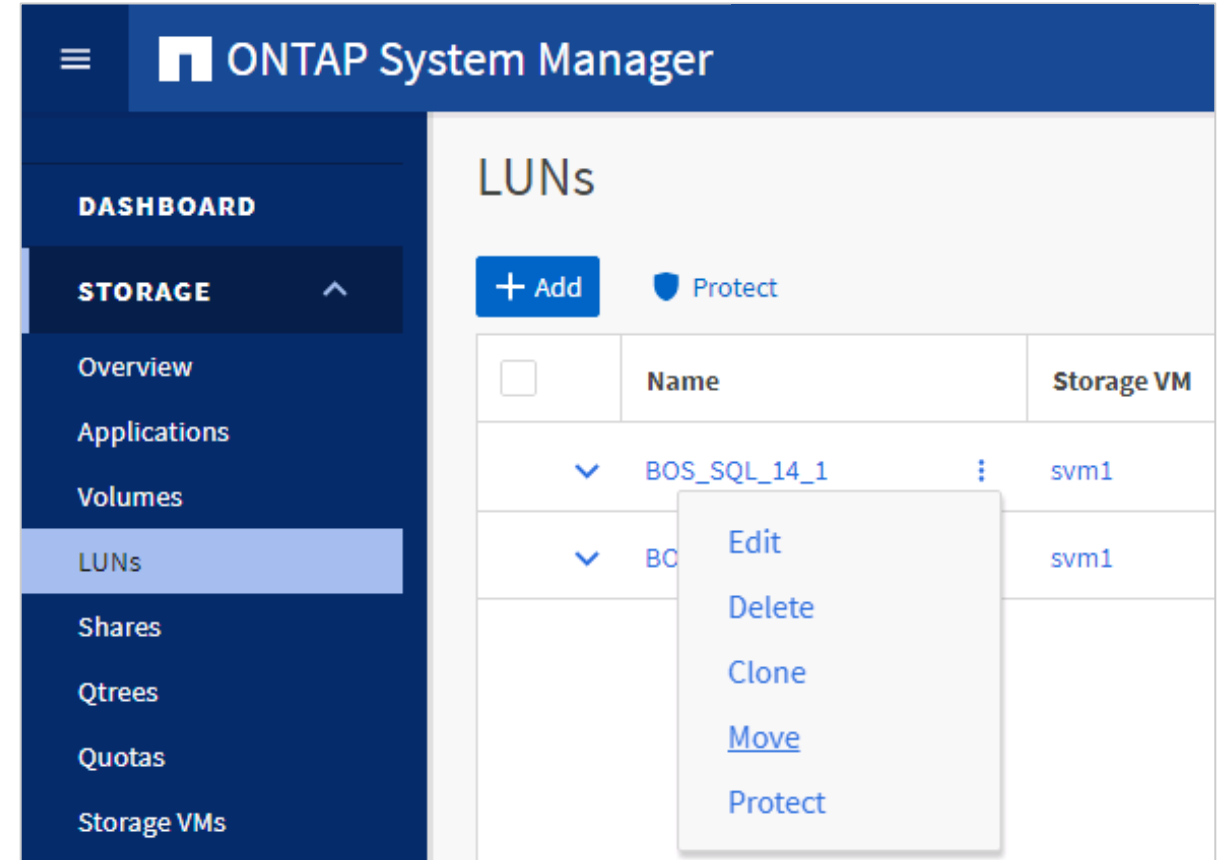 ONTAP System Manager
DASHBOARD
STORAGE
Overview
Applications
Volumes
LUNs
Shares
Qtrees
Quotas
Storage VMs
LUNs
Add
Protect
Name
Storage VM
BOS_SQL_14_1
svm1
BO
svm1
Edit
Delete
Clone
Move
Protect